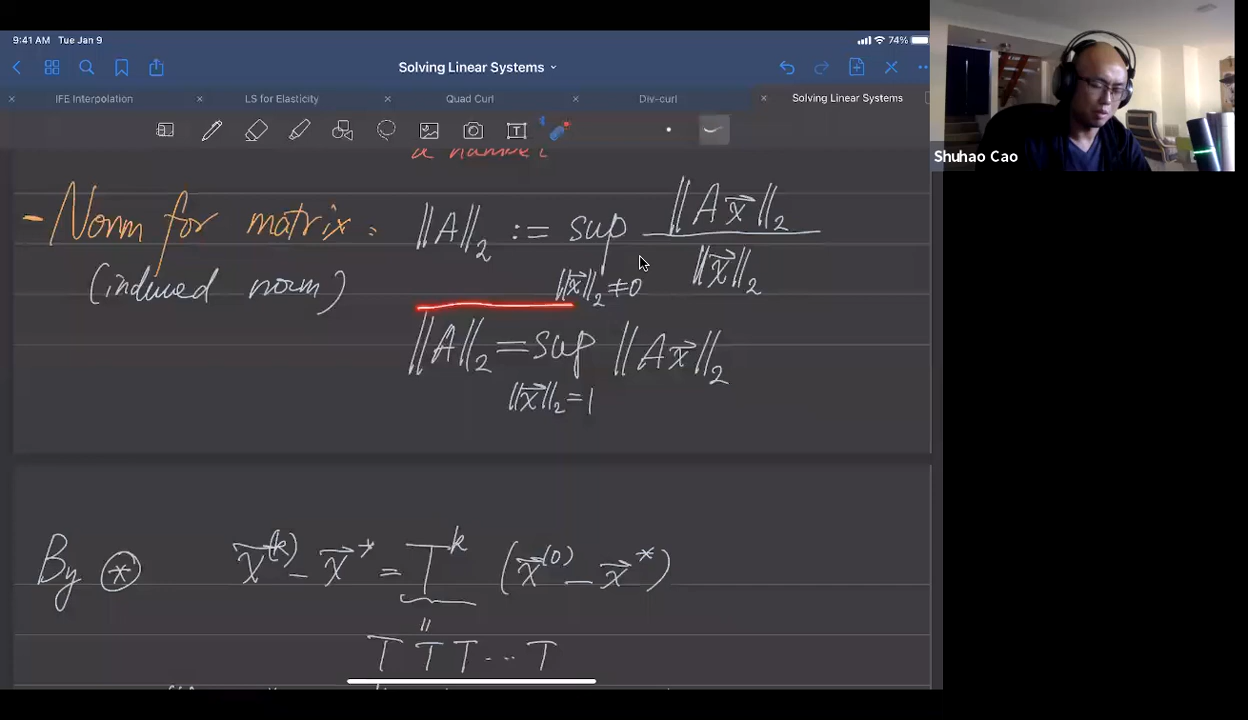 9:41 AM Tue Jan 9
74%
Solving Linear Systems
IFE Interpolation
LS for Elasticity
Quad Curl
Div-curl
Solving Linear Systems
Shuhao Cao
a number
- Norm for matrix : ||A||₂ := sup ||Ax⃗||₂ / ||x⃗||₂
(induced norm) ||x⃗||₂ ≠ 0
||A||₂ = sup ||Ax⃗||₂
||x⃗||₂ = 1
By ⊛ x⃗⁽ᵏ⁾ - x⃗* = Tᵏ (x⃗⁽⁰⁾ - x⃗*)
||
T T T ... T